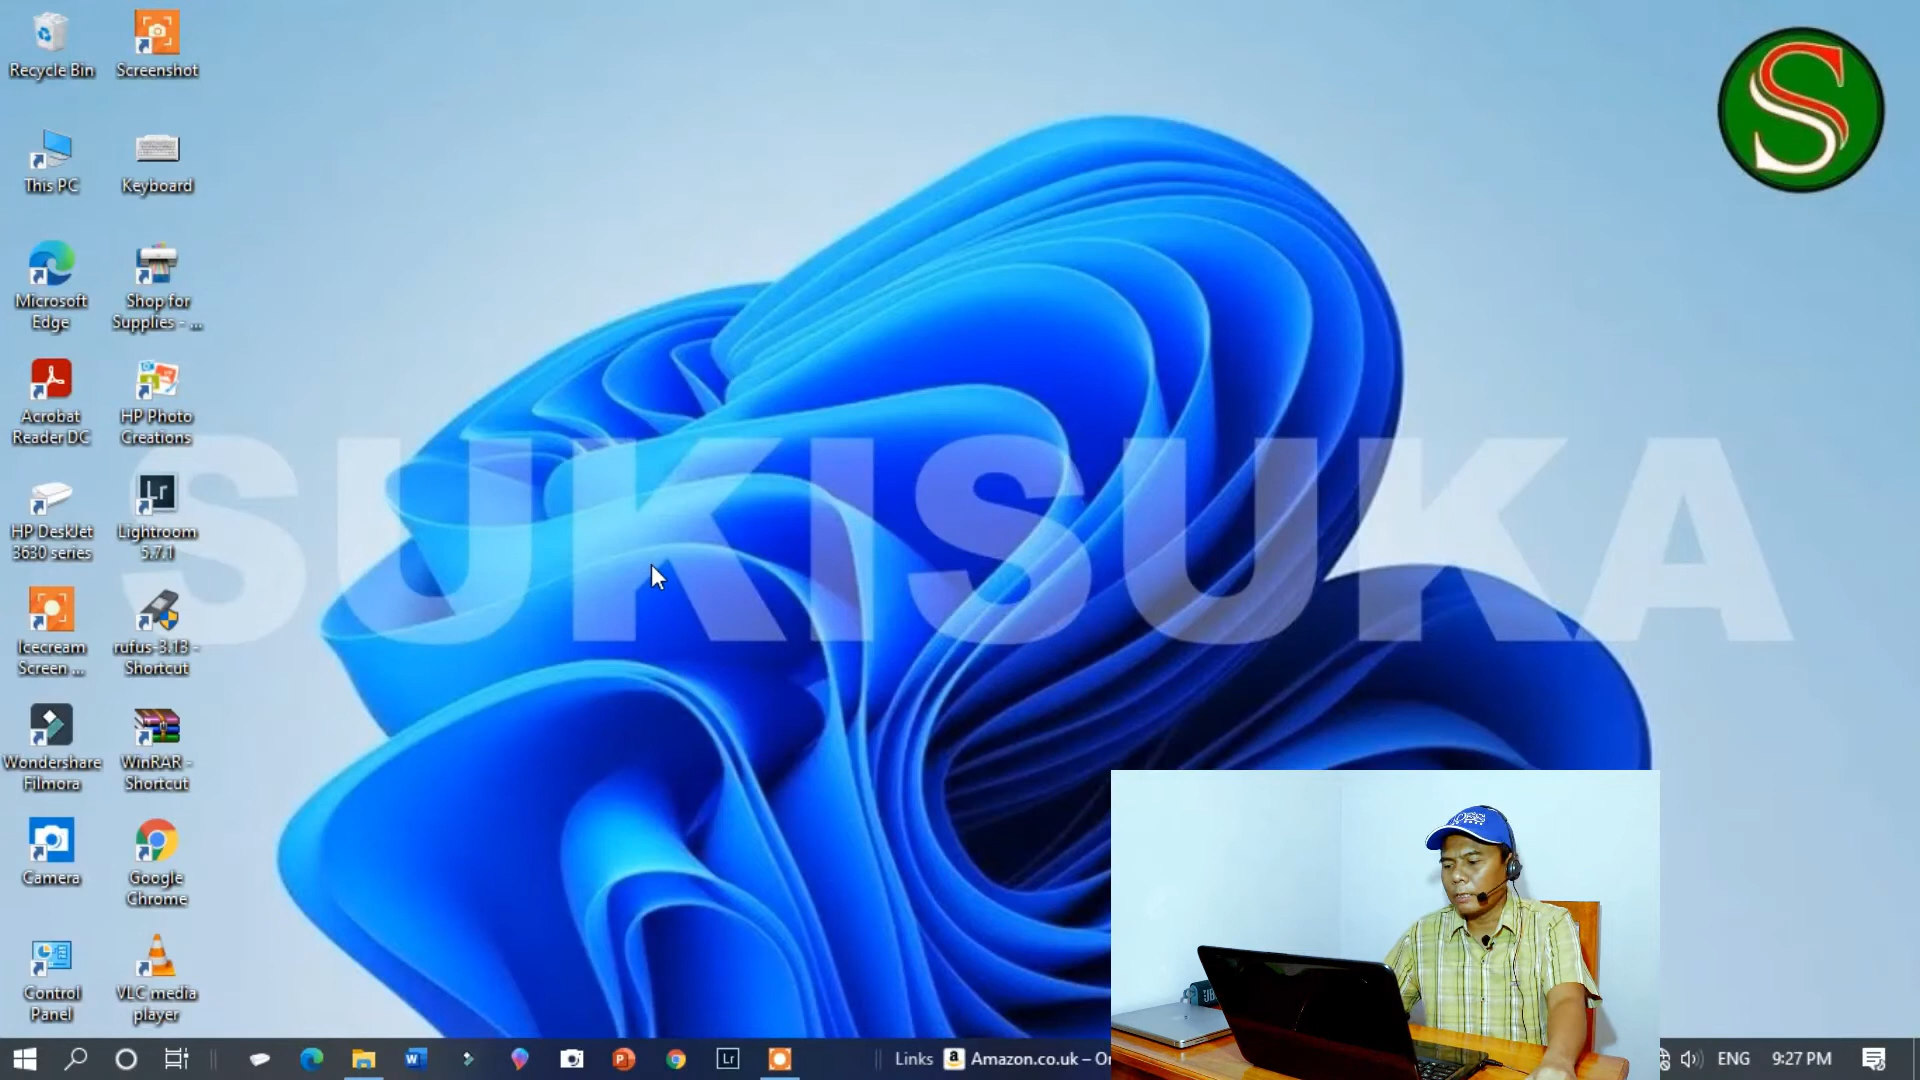 Recycle Bin
Screenshot
This PC
Keyboard
Microsoft
Edge
Shop for
Supplies - ...
Acrobat
Reader DC
HP Photo
Creations
HP DeskJet
3630 series
Lr
Lightroom
5.7.1
Icecream
Screen ...
rufus-3.13 -
Shortcut
Wondershare
Filmora
WinRAR -
Shortcut
Camera
Google
Chrome
Control
Panel
VLC media
player
S
SUKISUKA
W
P
Lr
Links
a
Amazon.co.uk – O
ENG
9:27 PM